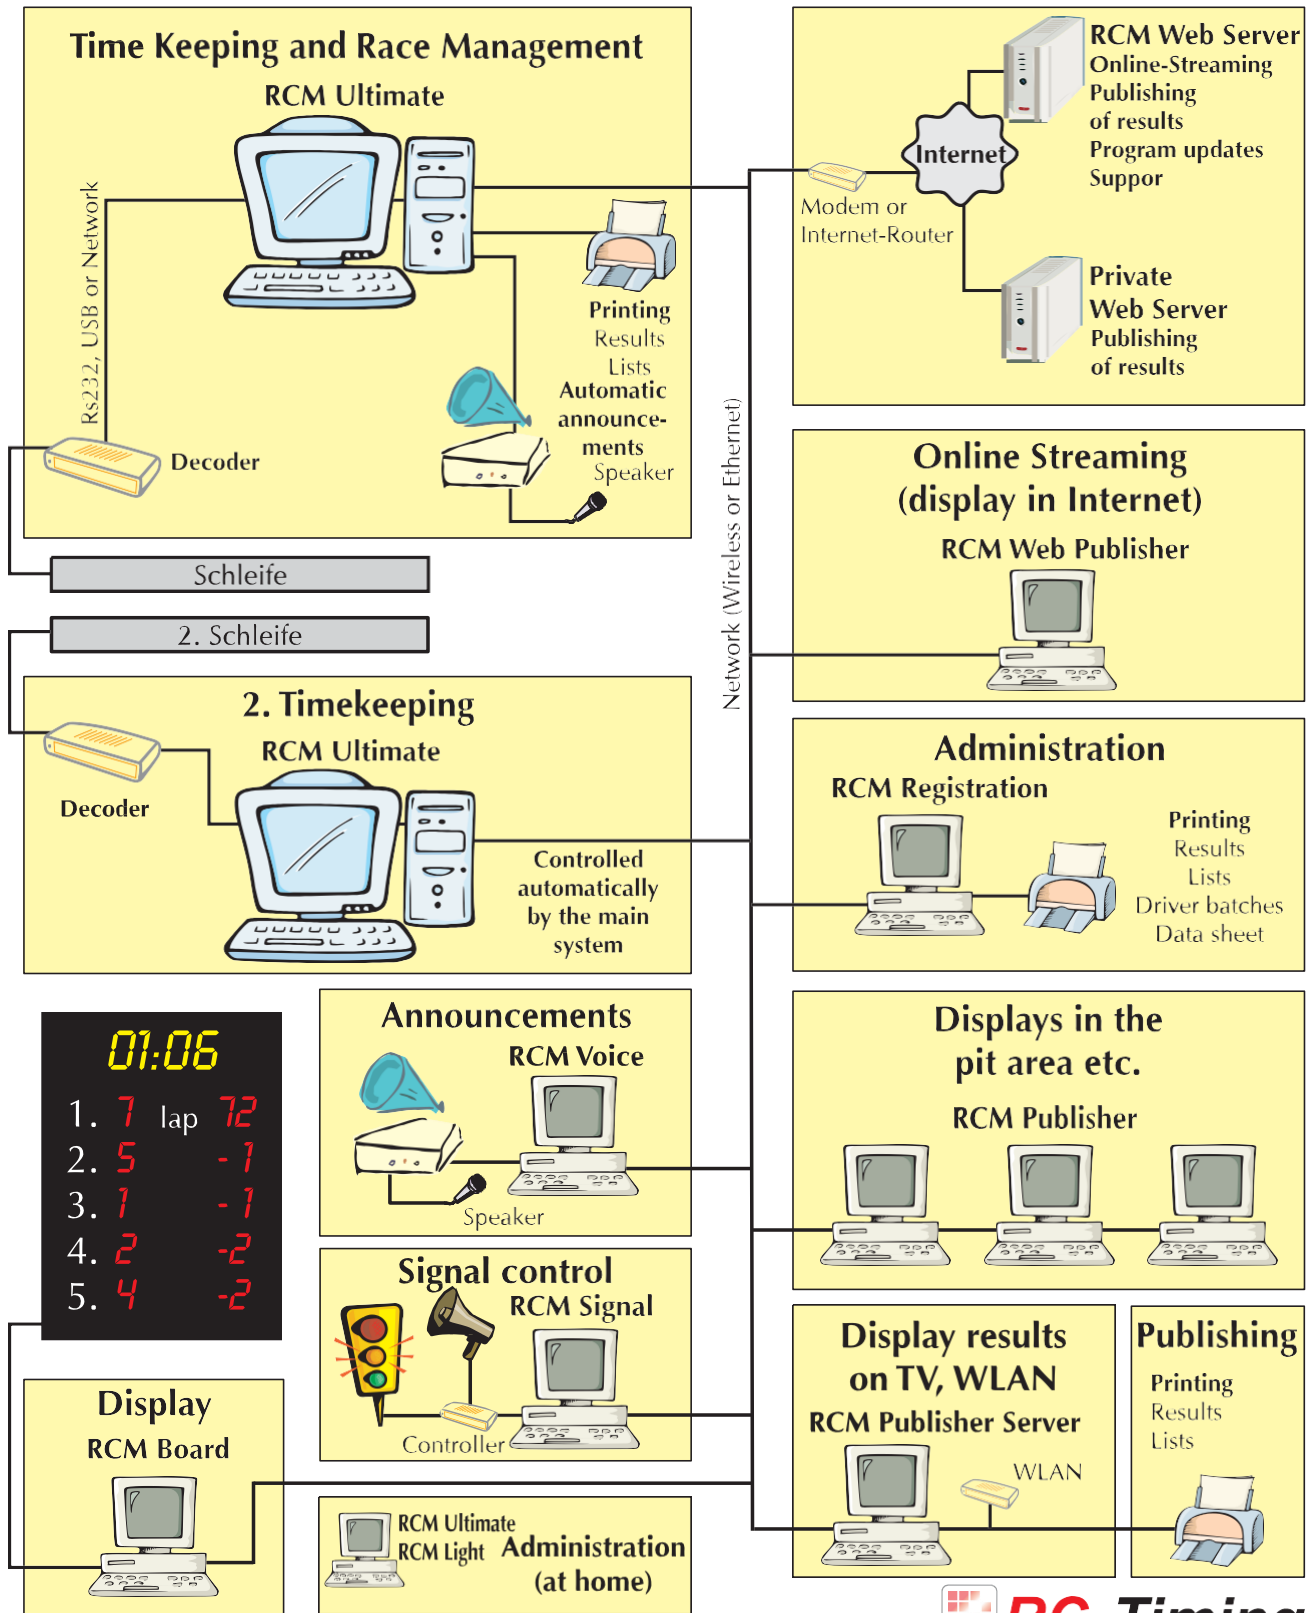 Time Keeping and Race Management
RCM Ultimate
Rs232, USB or Network
Printing
Results
Lists
Automatic
announce-
ments
Speaker
Decoder
Schleife
2. Schleife
2. Timekeeping
RCM Ultimate
Decoder
Controlled
automatically
by the main
system
Network (Wireless or Ethernet)
RCM Web Server
Online-Streaming
Publishing
of results
Program updates
Suppor
Internet
Modem or
Internet-Router
Private
Web Server
Publishing
of results
Online Streaming
(display in Internet)
RCM Web Publisher
Administration
RCM Registration
Printing
Results
Lists
Driver batches
Data sheet
01:06
1. 7 lap 72
2. 5 -1
3. 1 -1
4. 2 -2
5. 4 -2
Announcements
RCM Voice
Speaker
Displays in the
pit area etc.
RCM Publisher
Signal control
RCM Signal
Controller
Display results
on TV, WLAN
RCM Publisher Server
WLAN
Publishing
Printing
Results
Lists
Display
RCM Board
RCM Ultimate
RCM Light
Administration
(at home)
RC-Timing